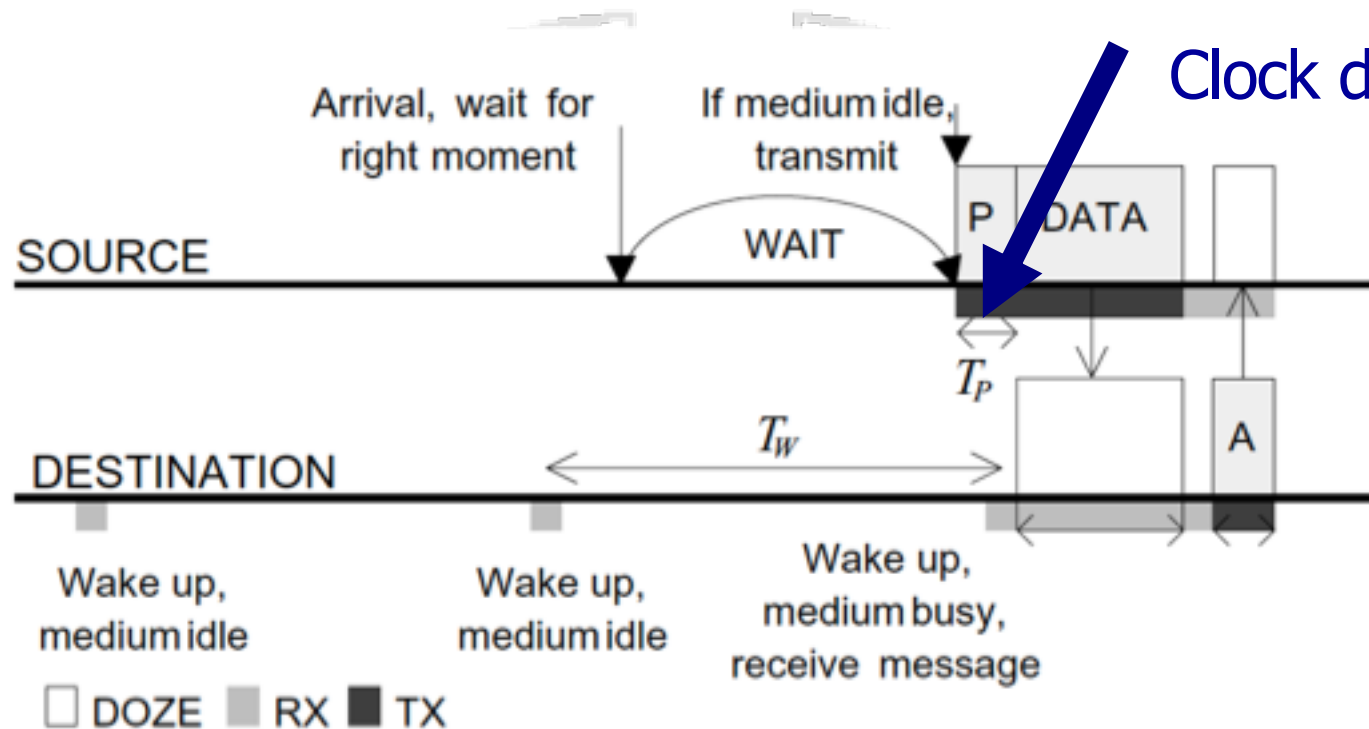 Clock d
Arrival, wait for
right moment
If medium idle,
transmit
P
DATA
WAIT
SOURCE
T_P
T_W
A
DESTINATION
Wake up,
medium idle
Wake up,
medium idle
Wake up,
medium busy,
receive message
DOZE RX TX